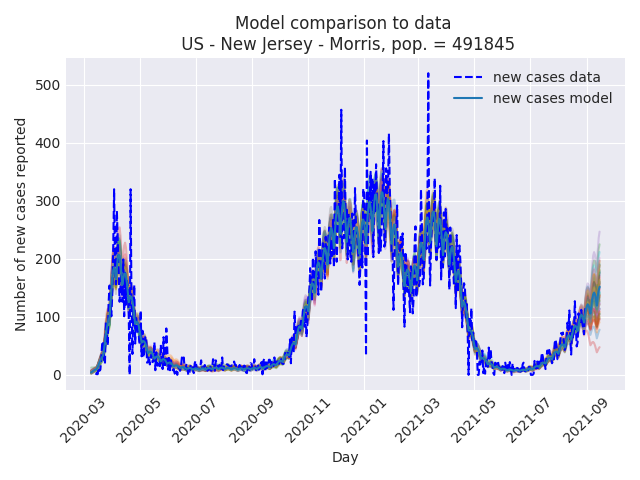 Model comparison to data
US - New Jersey - Morris, pop. = 491845
new cases data
new cases model
Number of new cases reported
500
400
300
200
100
0
2020-03
2020-05
2020-07
2020-09
2020-11
2021-01
2021-03
2021-05
2021-07
2021-09
Day